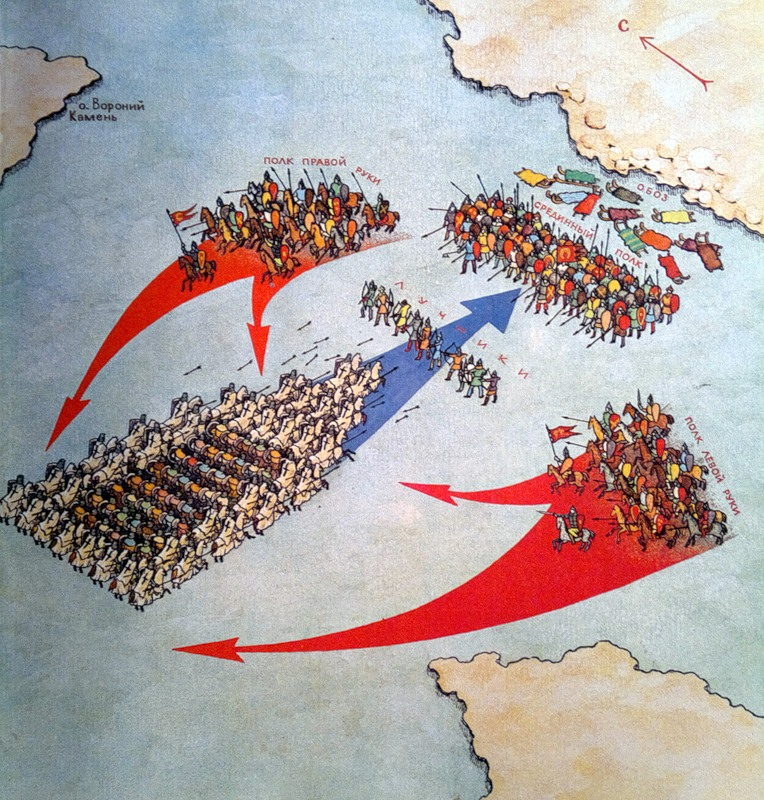 С
о. Вороний
Камень
ПОЛК ПРАВОЙ РУКИ
ОБОЗ
СРЕДИННЫЙ ПОЛК
ЛУЧНИКИ
ПОЛК ЛЕВОЙ РУКИ